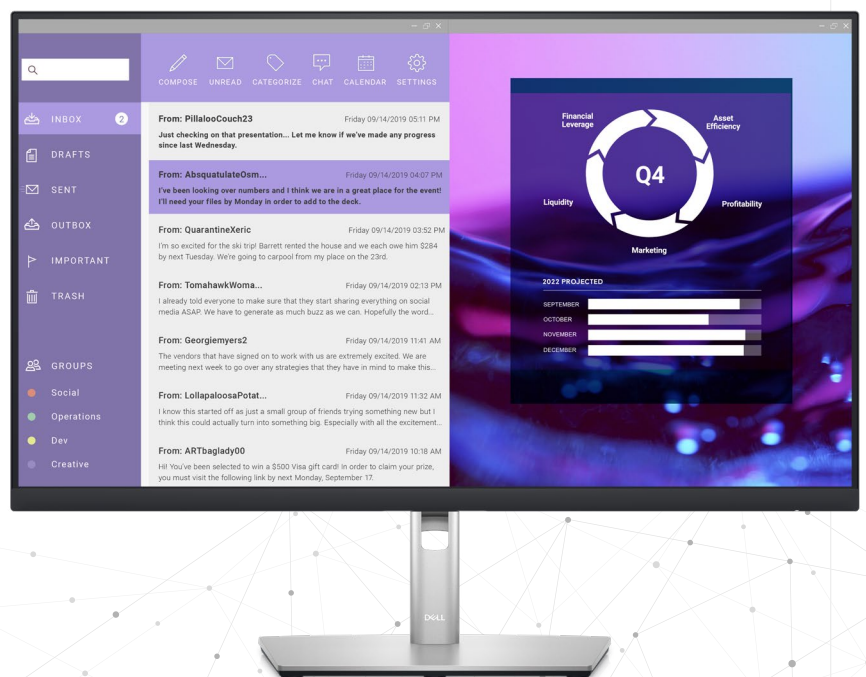 COMPOSE UNREAD CATEGORIZE CHAT CALENDAR SETTINGS
INBOX 2
DRAFTS
SENT
OUTBOX
IMPORTANT
TRASH
GROUPS
Social
Operations
Dev
Creative
From: PillalooCouch23 Friday 09/14/2019 05:11 PM
Just checking on that presentation... Let me know if we've made any progress
since last Wednesday.
From: AbsquatulateOsm... Friday 09/14/2019 04:07 PM
I've been looking over numbers and I think we are in a great place for the event!
I'll need your files by Monday in order to add to the deck.
From: QuarantineXeric Friday 09/14/2019 03:52 PM
I'm so excited for the ski trip! Barrett rented the house and we each owe him $284
by next Tuesday. We're going to carpool from my place on the 23rd.
From: TomahawkWoma... Friday 09/14/2019 02:13 PM
I already told everyone to make sure that they start sharing everything on social
media ASAP. We have to generate as much buzz as we can. Hopefully the word...
From: Georgiemyers2 Friday 09/14/2019 11:41 AM
The vendors that have signed on to work with us are extremely excited. We are
meeting next week to go over any strategies that they have in mind to make this...
From: LollapaloosaPotat... Friday 09/14/2019 11:32 AM
I know this started off as just a small group of friends trying something new but I
think this could actually turn into something big. Especially with all the excitement...
From: ARTbaglady00 Friday 09/14/2019 10:18 AM
Hi! You've been selected to win a $500 Visa gift card! In order to claim your prize,
you must visit the following link by next Monday, September 17.
Financial
Leverage
Asset
Efficiency
Q4
Liquidity
Profitability
Marketing
2022 PROJECTED
SEPTEMBER
OCTOBER
NOVEMBER
DECEMBER
DELL